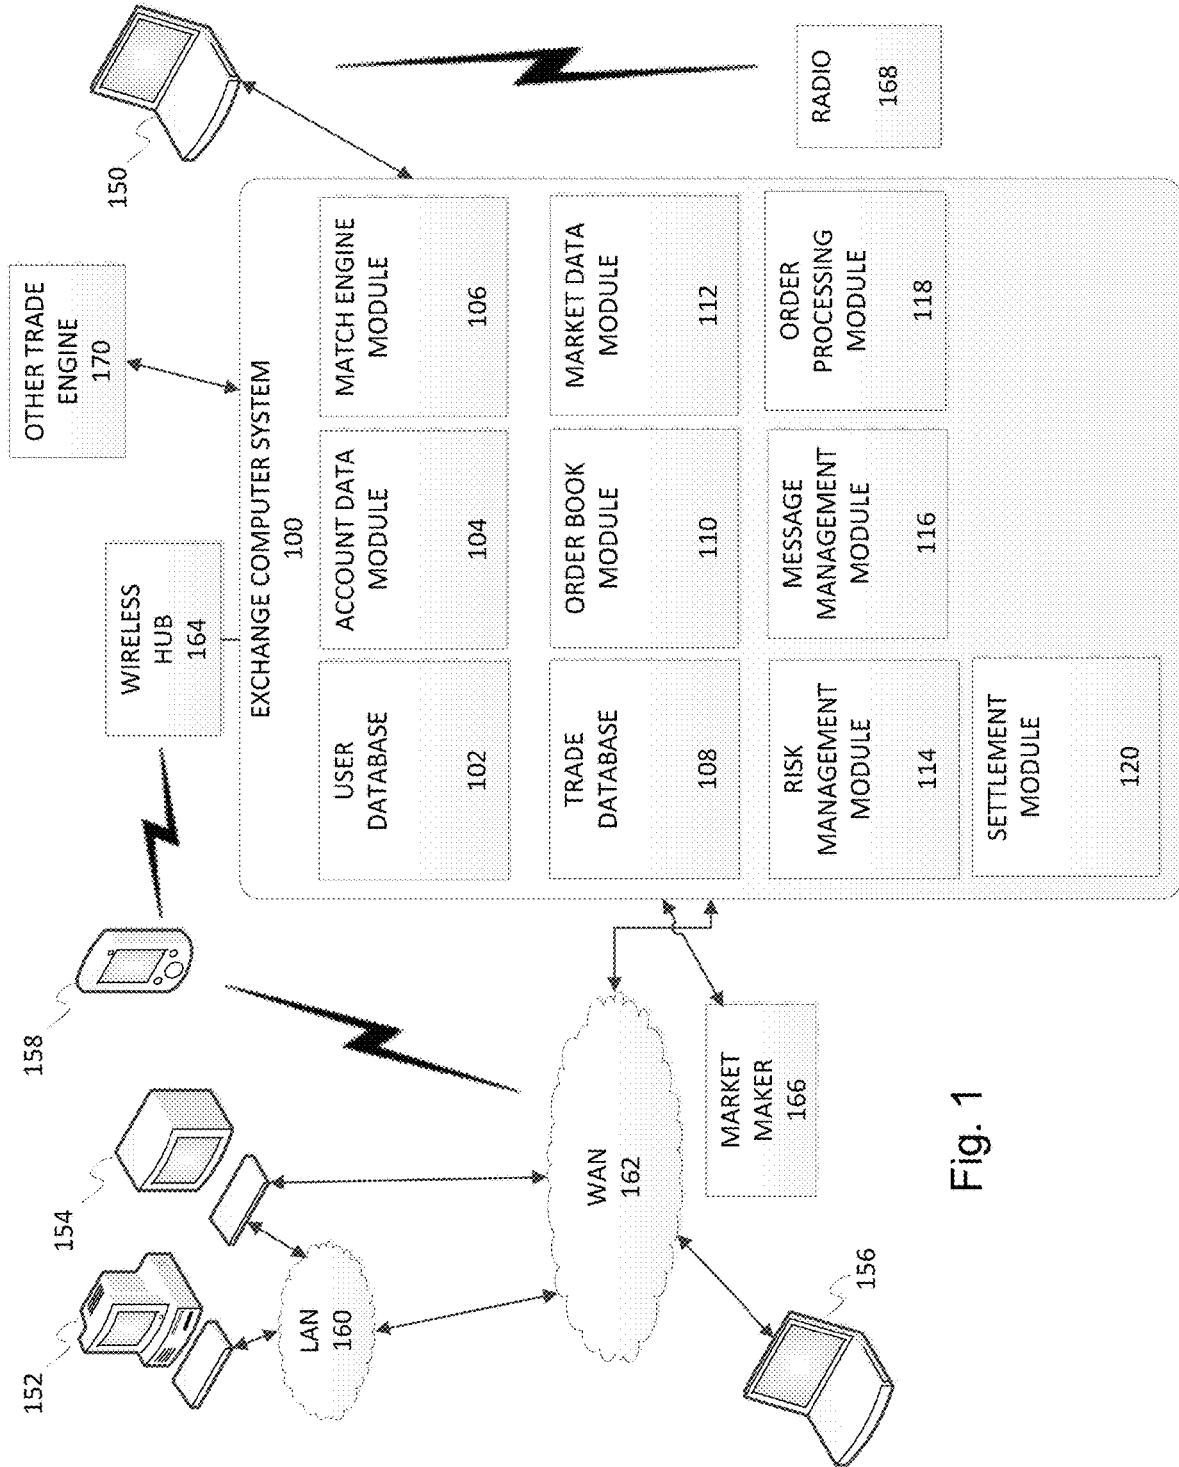 152
154
158
LAN
160
WAN
162
156
MARKET
MAKER
166
WIRELESS
HUB
164
OTHER TRADE
ENGINE
170
150
RADIO
168
EXCHANGE COMPUTER SYSTEM
100
USER
DATABASE
102
ACCOUNT DATA
MODULE
104
MATCH ENGINE
MODULE
106
TRADE
DATABASE
108
ORDER BOOK
MODULE
110
MARKET DATA
MODULE
112
RISK
MANAGEMENT
MODULE
114
MESSAGE
MANAGEMENT
MODULE
116
ORDER
PROCESSING
MODULE
118
SETTLEMENT
MODULE
120
Fig. 1